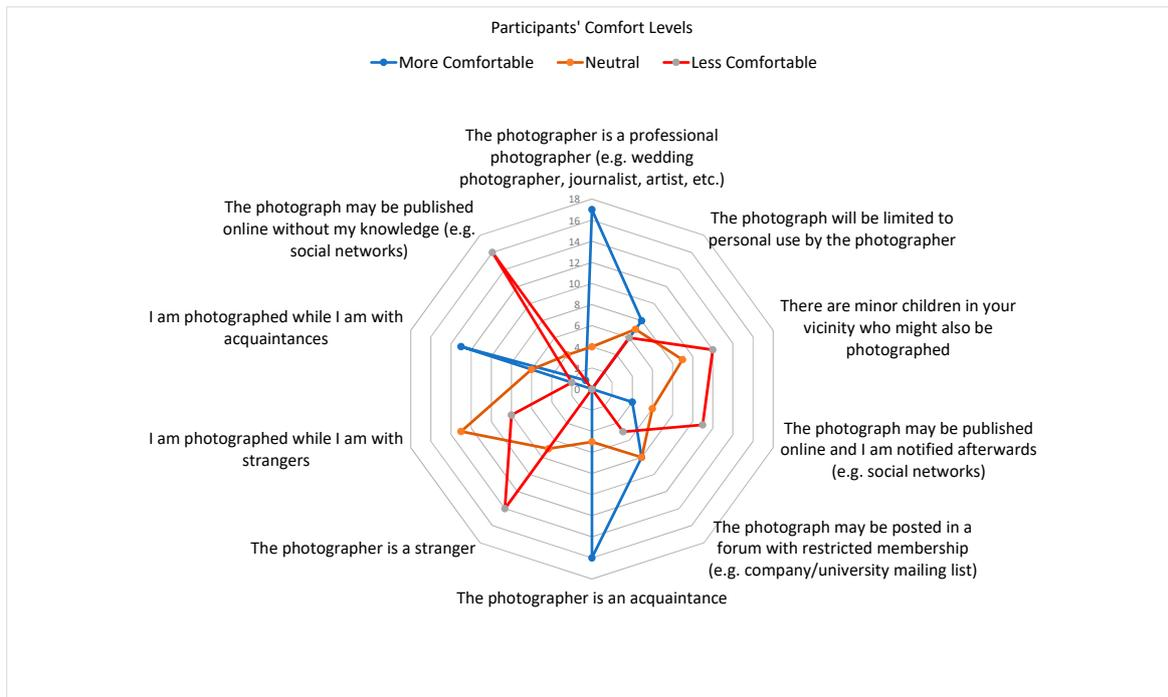 Participants' Comfort Levels
More Comfortable Neutral Less Comfortable
The photographer is a professional
photographer (e.g. wedding
photographer, journalist, artist, etc.)
The photograph will be limited to
personal use by the photographer
There are minor children in your
vicinity who might also be
photographed
The photograph may be published
online and I am notified afterwards
(e.g. social networks)
The photograph may be posted in a
forum with restricted membership
(e.g. company/university mailing list)
The photographer is an acquaintance
The photographer is a stranger
I am photographed while I am with
strangers
I am photographed while I am with
acquaintances
The photograph may be published
online without my knowledge (e.g.
social networks)
18
16
14
12
10
8
6
4
2
0